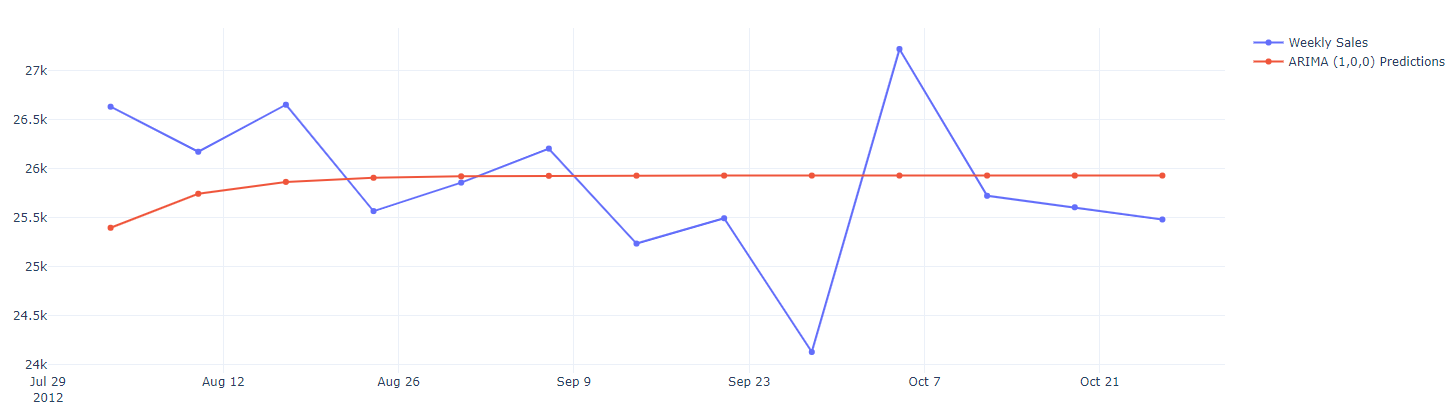 Weekly Sales
ARIMA (1,0,0) Predictions
27k
26.5k
26k
25.5k
25k
24.5k
24k
Jul 29 Aug 12 Aug 26 Sep 9 Sep 23 Oct 7 Oct 21
2012